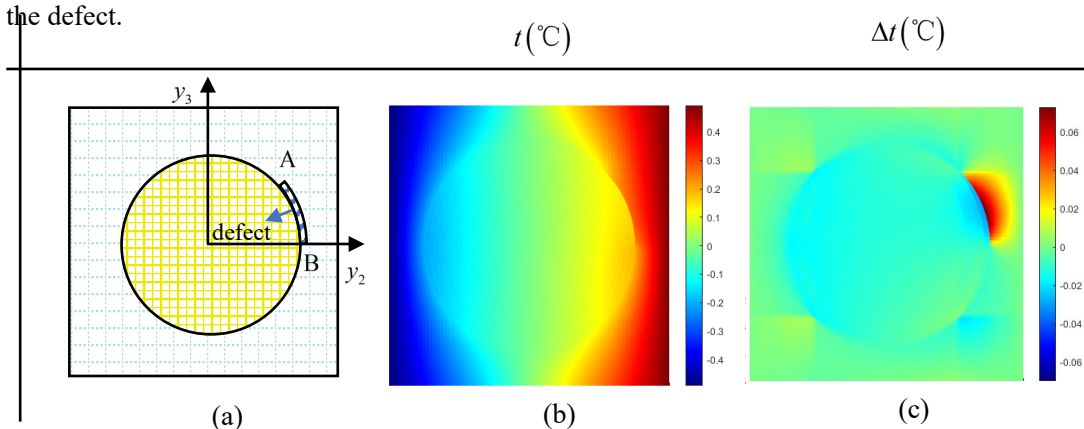 the defect.
t(℃) Δt(℃)
y₃
A
defect
B
y₂
0.4
0.3
0.2
0.1
0
-0.1
-0.2
-0.3
-0.4
0.06
0.04
0.02
0
-0.02
-0.04
-0.06
(a) (b) (c)